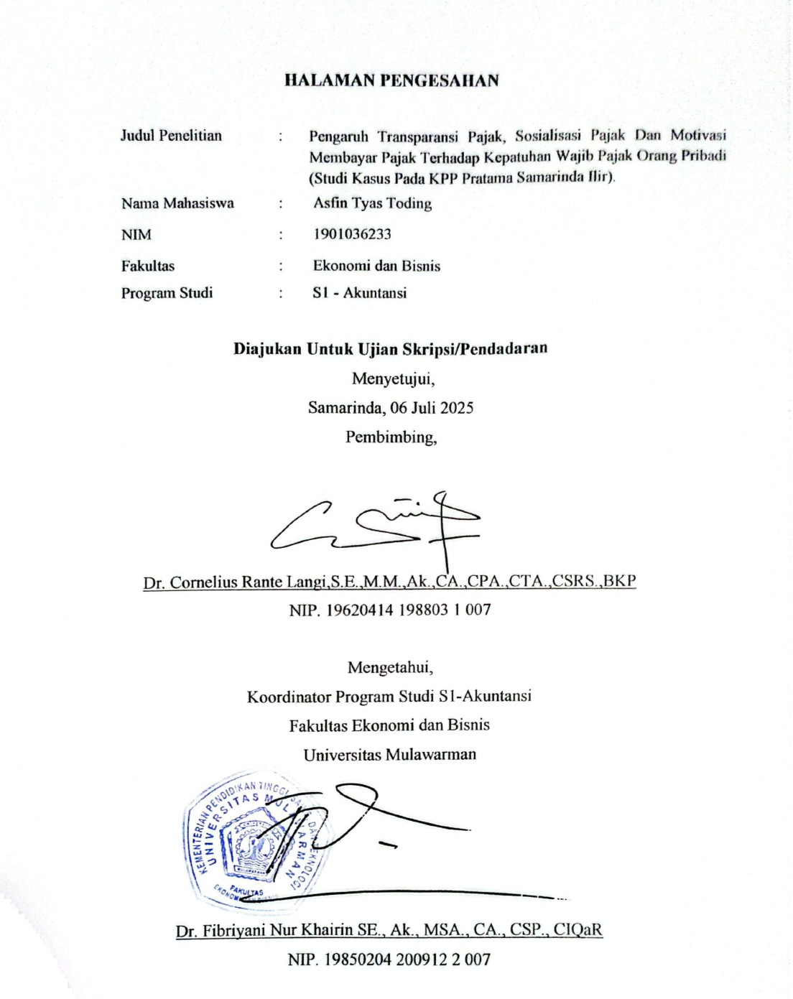 HALAMAN PENGESAHAN
Judul Penelitian : Pengaruh Transparansi Pajak, Sosialisasi Pajak Dan Motivasi
Membayar Pajak Terhadap Kepatuhan Wajib Pajak Orang Pribadi
(Studi Kasus Pada KPP Pratama Samarinda Ilir).
Nama Mahasiswa : Asfin Tyas Toding
NIM : 1901036233
Fakultas : Ekonomi dan Bisnis
Program Studi : S1 - Akuntansi
Diajukan Untuk Ujian Skripsi/Pendadaran
Menyetujui,
Samarinda, 06 Juli 2025
Pembimbing,
Dr. Cornelius Rante Langi,S.E.,M.M.,Ak.,CA.,CPA.,CTA.,CSRS.,BKP
NIP. 19620414 198803 1 007
Mengetahui,
Koordinator Program Studi S1-Akuntansi
Fakultas Ekonomi dan Bisnis
Universitas Mulawarman
KEMENTERIAN PENDIDIKAN TINGGI, DAN TEKNOLOGI
UNIVERSITAS MULAWARMAN
FAKULTAS
Dr. Fibriyani Nur Khairin SE., Ak., MSA., CA., CSP., CIQaR
NIP. 19850204 200912 2 007